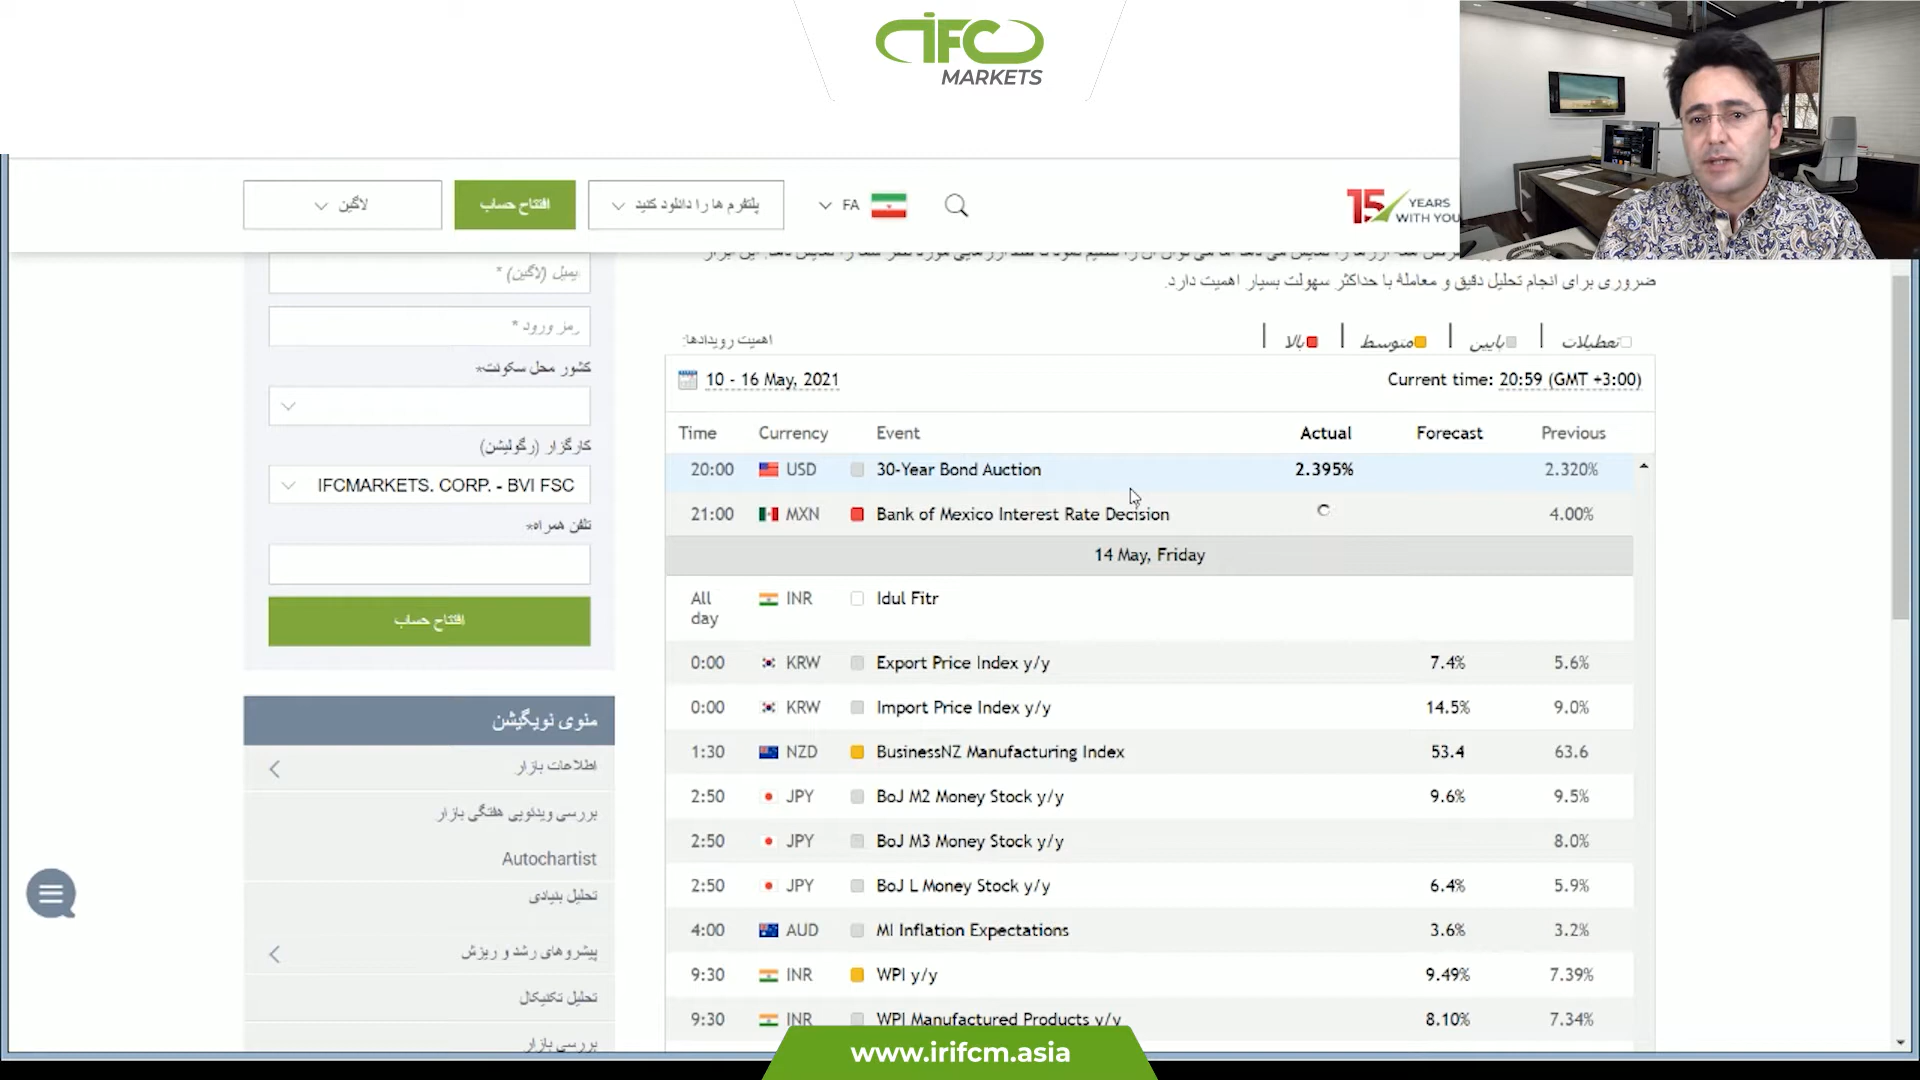 IFC
MARKETS
لاگین
افتتاح حساب
پلتفرم ها را دانلود کنید
FA
15 YEARS
WITH YOU
ضروری برای انجام تحلیل دقیق و معاملۀ با حداکثر سهولت بسیار اهمیت دارد.
ایمیل (لاگین) *
رمز ورود *
کشور محل سکونت*
کارگزار (رگولیشن)
IFCMARKETS. CORP. - BVI FSC
تلفن همراه*
افتتاح حساب
منوی نویگیشن
اطلاعات بازار
بررسی ویدئویی هفتگی بازار
Autochartist
تحلیل بنیادی
پیشروهای رشد و ریزش
تحلیل تکنیکال
بررسی بازار
اهمیت رویدادها:
تعطیلات | پایین | متوسط | بالا |
10 - 16 May, 2021 Current time: 20:59 (GMT +3:00)
Time Currency Event Actual Forecast Previous
20:00 USD 30-Year Bond Auction 2.395% 2.320%
21:00 MXN Bank of Mexico Interest Rate Decision 4.00%
14 May, Friday
All day INR Idul Fitr
0:00 KRW Export Price Index y/y 7.4% 5.6%
0:00 KRW Import Price Index y/y 14.5% 9.0%
1:30 NZD BusinessNZ Manufacturing Index 53.4 63.6
2:50 JPY BoJ M2 Money Stock y/y 9.6% 9.5%
2:50 JPY BoJ M3 Money Stock y/y 8.0%
2:50 JPY BoJ L Money Stock y/y 6.4% 5.9%
4:00 AUD MI Inflation Expectations 3.6% 3.2%
9:30 INR WPI y/y 9.49% 7.39%
9:30 INR WPI Manufactured Products y/y 8.10% 7.34%
www.irifcm.asia